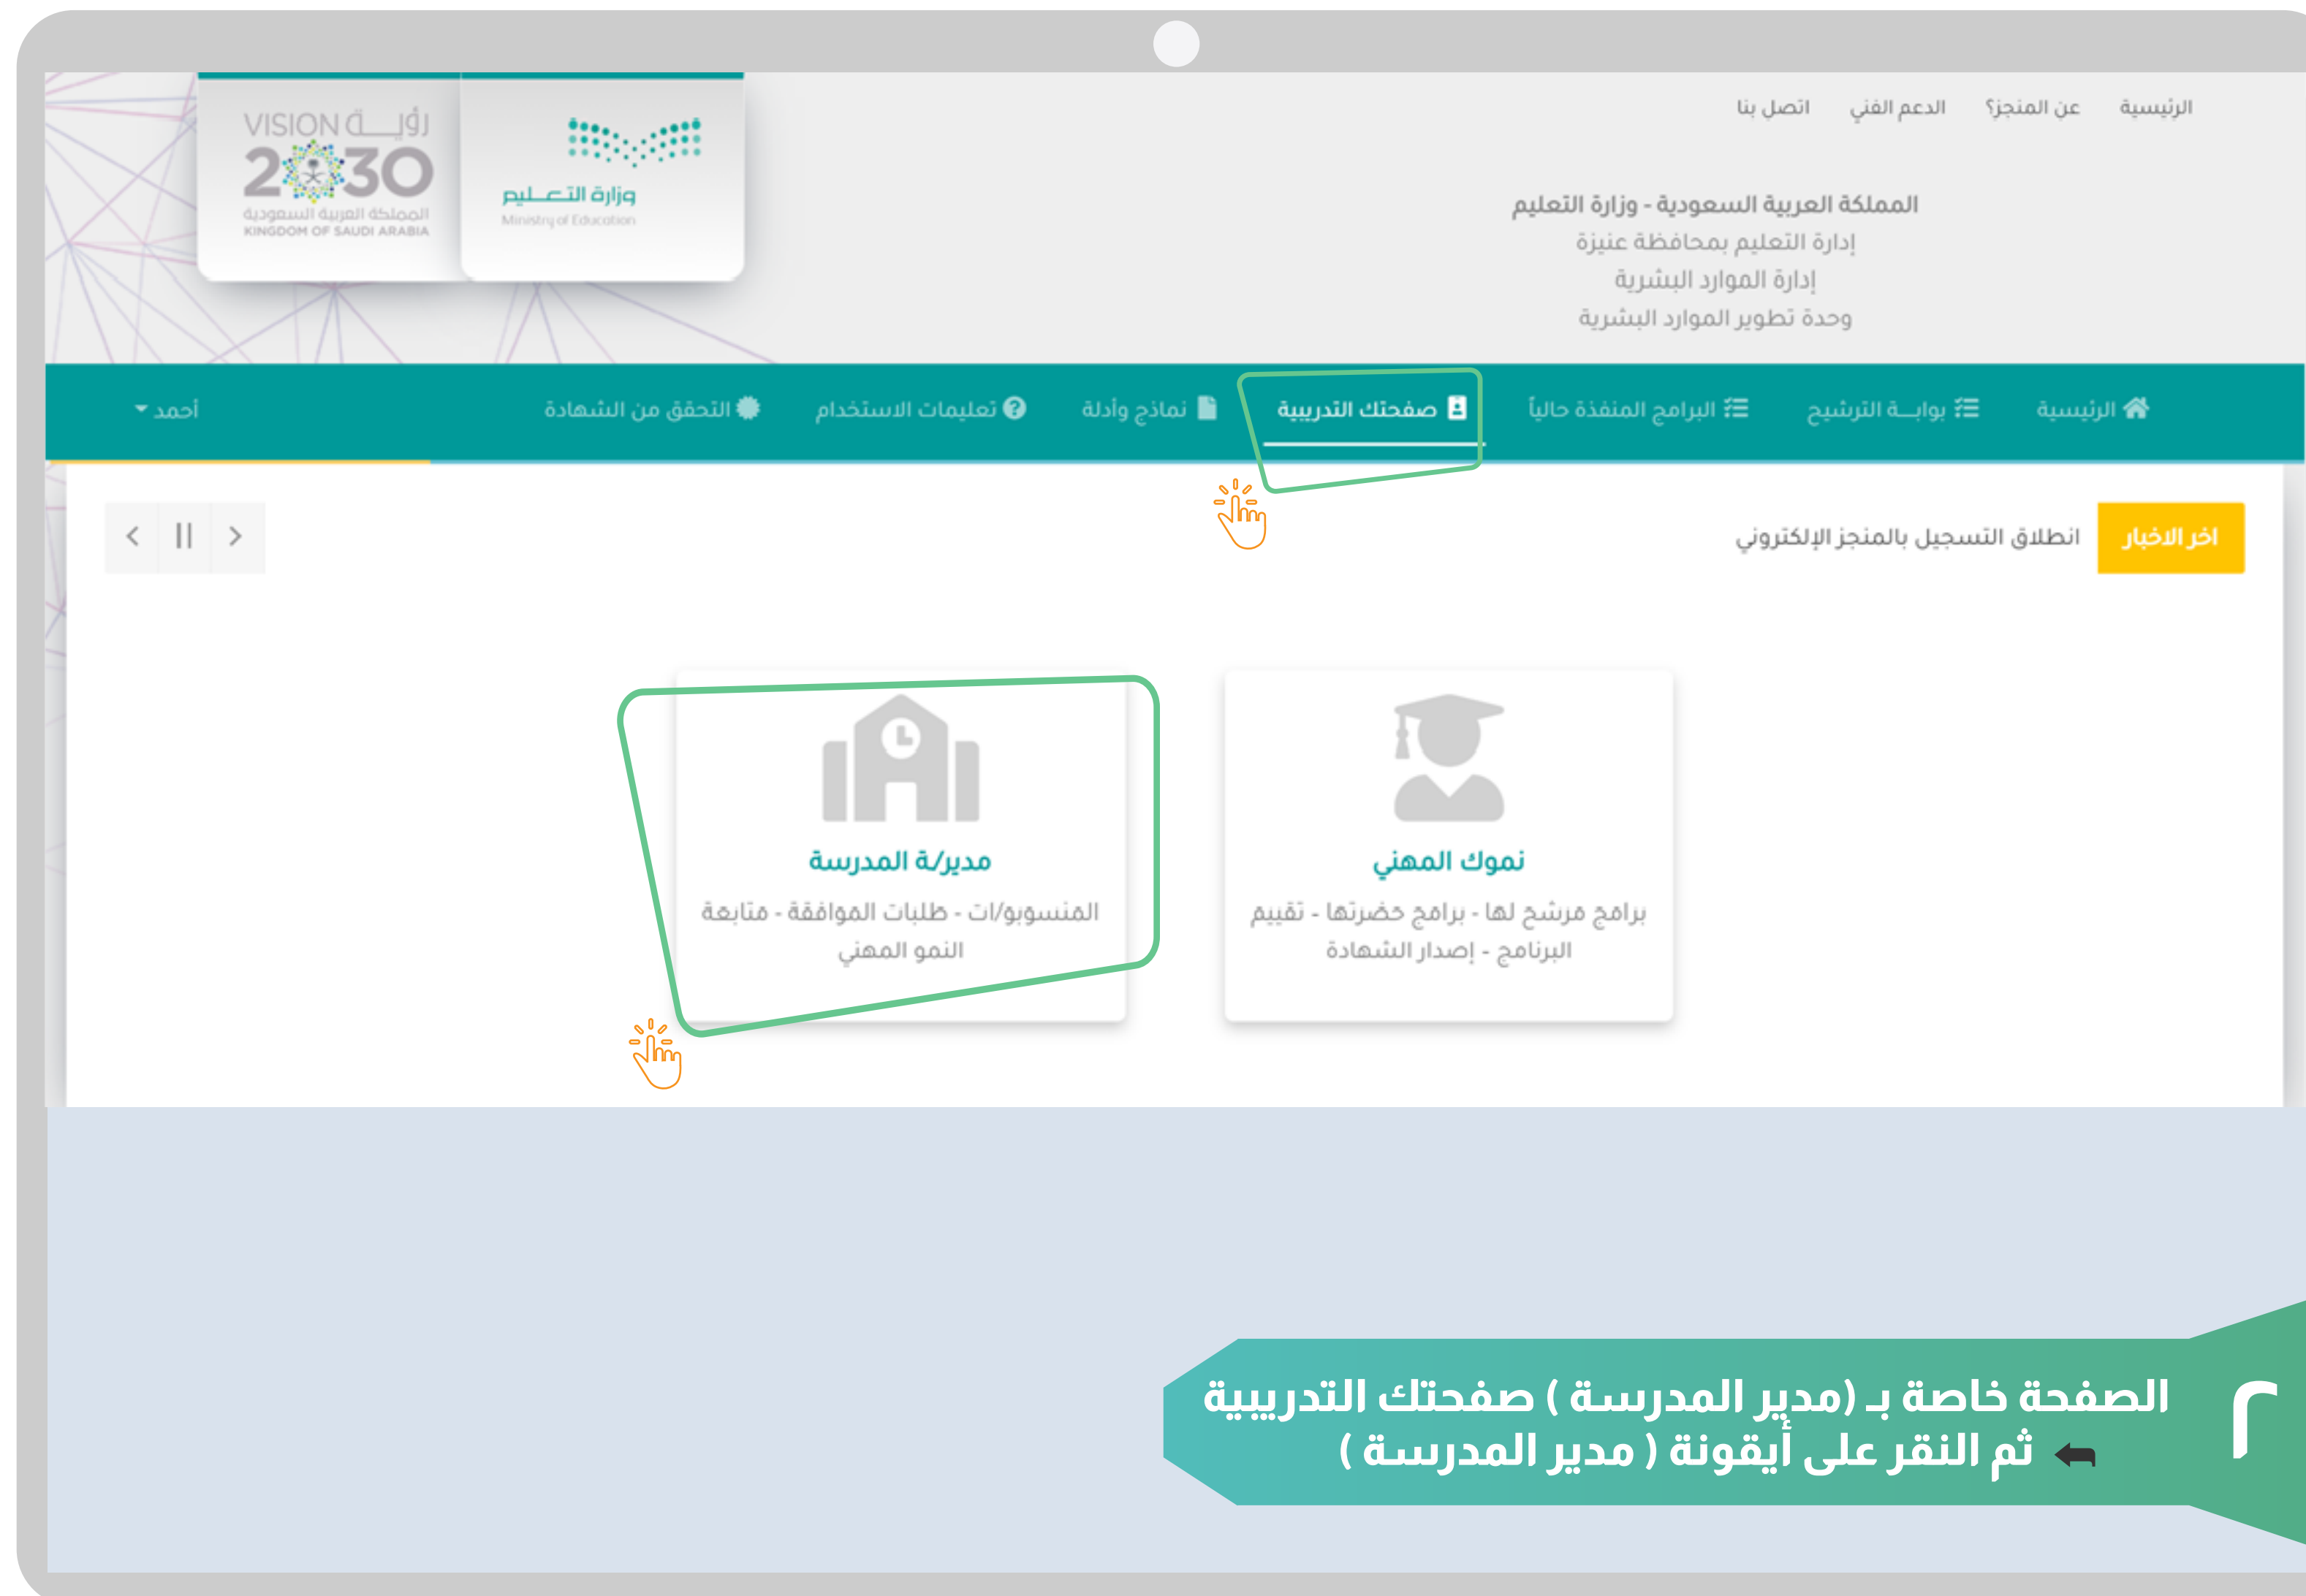 الرئيسية عن المنجز؟ الدعم الفني اتصل بنا
المملكة العربية السعودية - وزارة التعليم
إدارة التعليم بمحافظة عنيزة
إدارة الموارد البشرية
وحدة تطوير الموارد البشرية
وزارة التعليم
Ministry of Education
VISION رؤية
2030
المملكة العربية السعودية
KINGDOM OF SAUDI ARABIA
الرئيسية بوابة الترشيح البرامج المنفذة حالياً صفحتك التدريبية نماذج وأدلة تعليمات الاستخدام التحقق من الشهادة أحمد
اخر الاخبار انطلاق التسجيل بالمنجز الإلكتروني
نموك المهني
برامج مرشح لها - برامج حضرتها - تقييم
البرنامج - إصدار الشهادة
مدير/ة المدرسة
المنسوبو/ات - طلبات الموافقة - متابعة
النمو المهني
٢
الصفحة خاصة بـ (مدير المدرسة ) صفحتك التدريبية
ثم النقر على أيقونة ( مدير المدرسة )